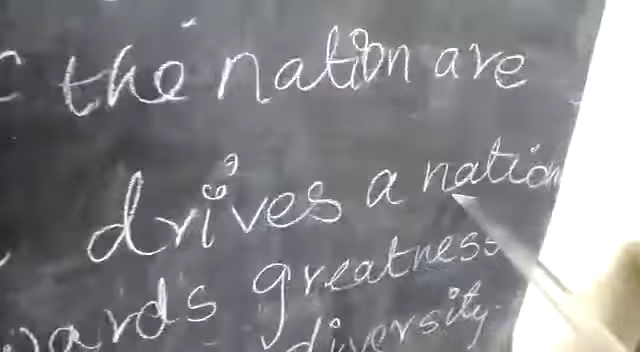 the nation are
drives a nation
wards greatness
diversity.